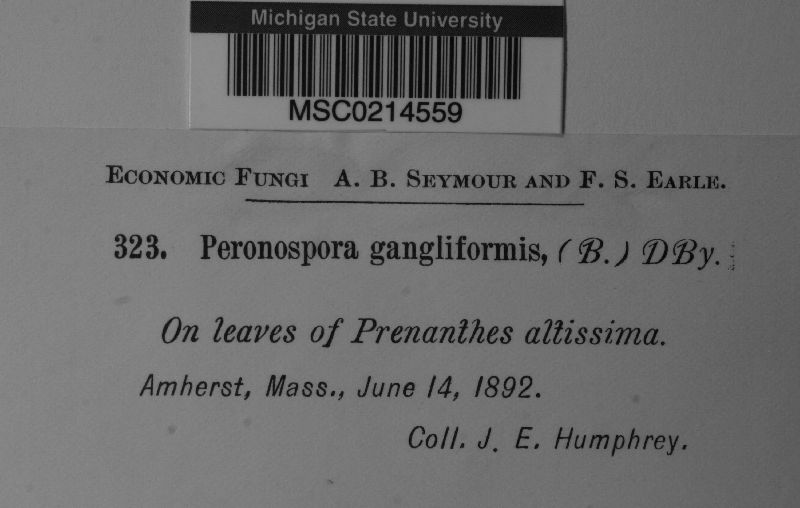 Michigan State University
MSC0214559
Economic Fungi A. B. Seymour and F. S. Earle.
323. Peronospora gangliformis, (B.) DBy.
On leaves of Prenanthes altissima.
Amherst, Mass., June 14, 1892.
Coll. J. E. Humphrey.